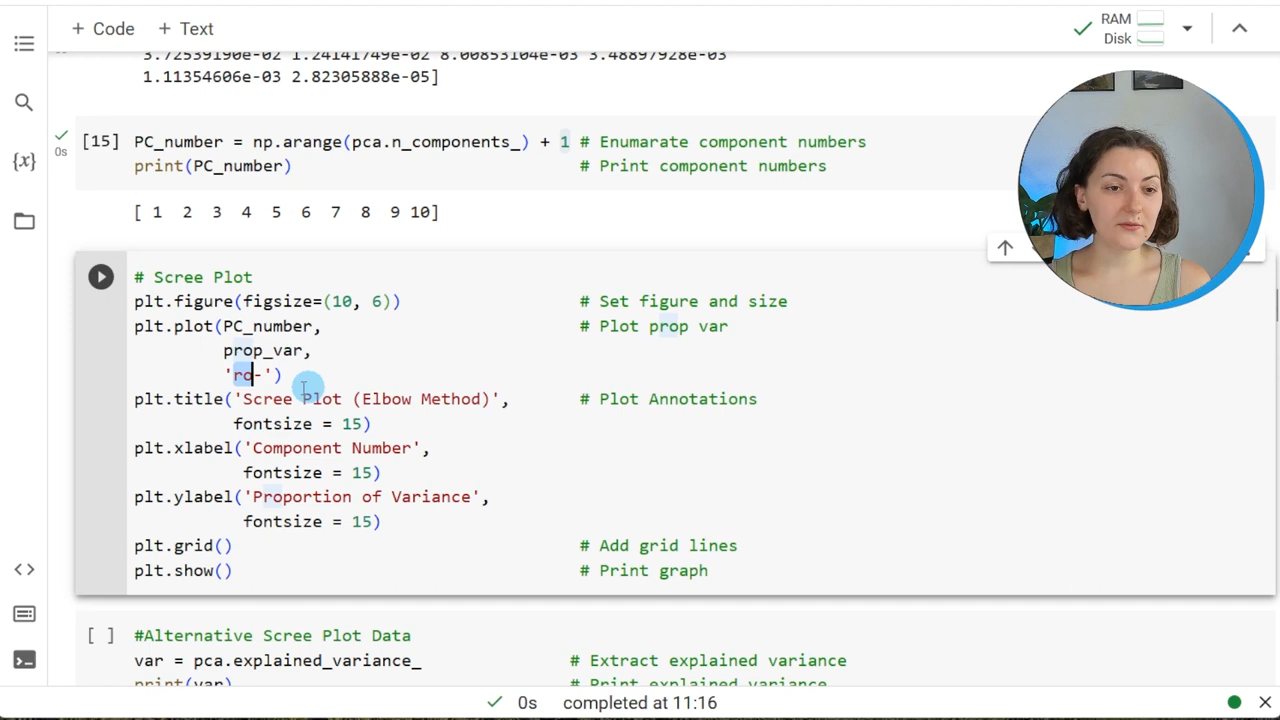 + Code + Text
RAM
Disk
3.72539190e-02 1.24141749e-02 8.00853104e-03 3.48897928e-03
1.11354606e-03 2.82305888e-05]
[15] PC_number = np.arange(pca.n_components_) + 1 # Enumarate component numbers
0s
print(PC_number) # Print component numbers
[ 1 2 3 4 5 6 7 8 9 10]
# Scree Plot
plt.figure(figsize=(10, 6)) # Set figure and size
plt.plot(PC_number, # Plot prop var
prop_var,
'ro-')
plt.title('Scree Plot (Elbow Method)', # Plot Annotations
fontsize = 15)
plt.xlabel('Component Number',
fontsize = 15)
plt.ylabel('Proportion of Variance',
fontsize = 15)
plt.grid() # Add grid lines
plt.show() # Print graph
[ ] #Alternative Scree Plot Data
var = pca.explained_variance_ # Extract explained variance
print(var) # Print explained variance
0s completed at 11:16